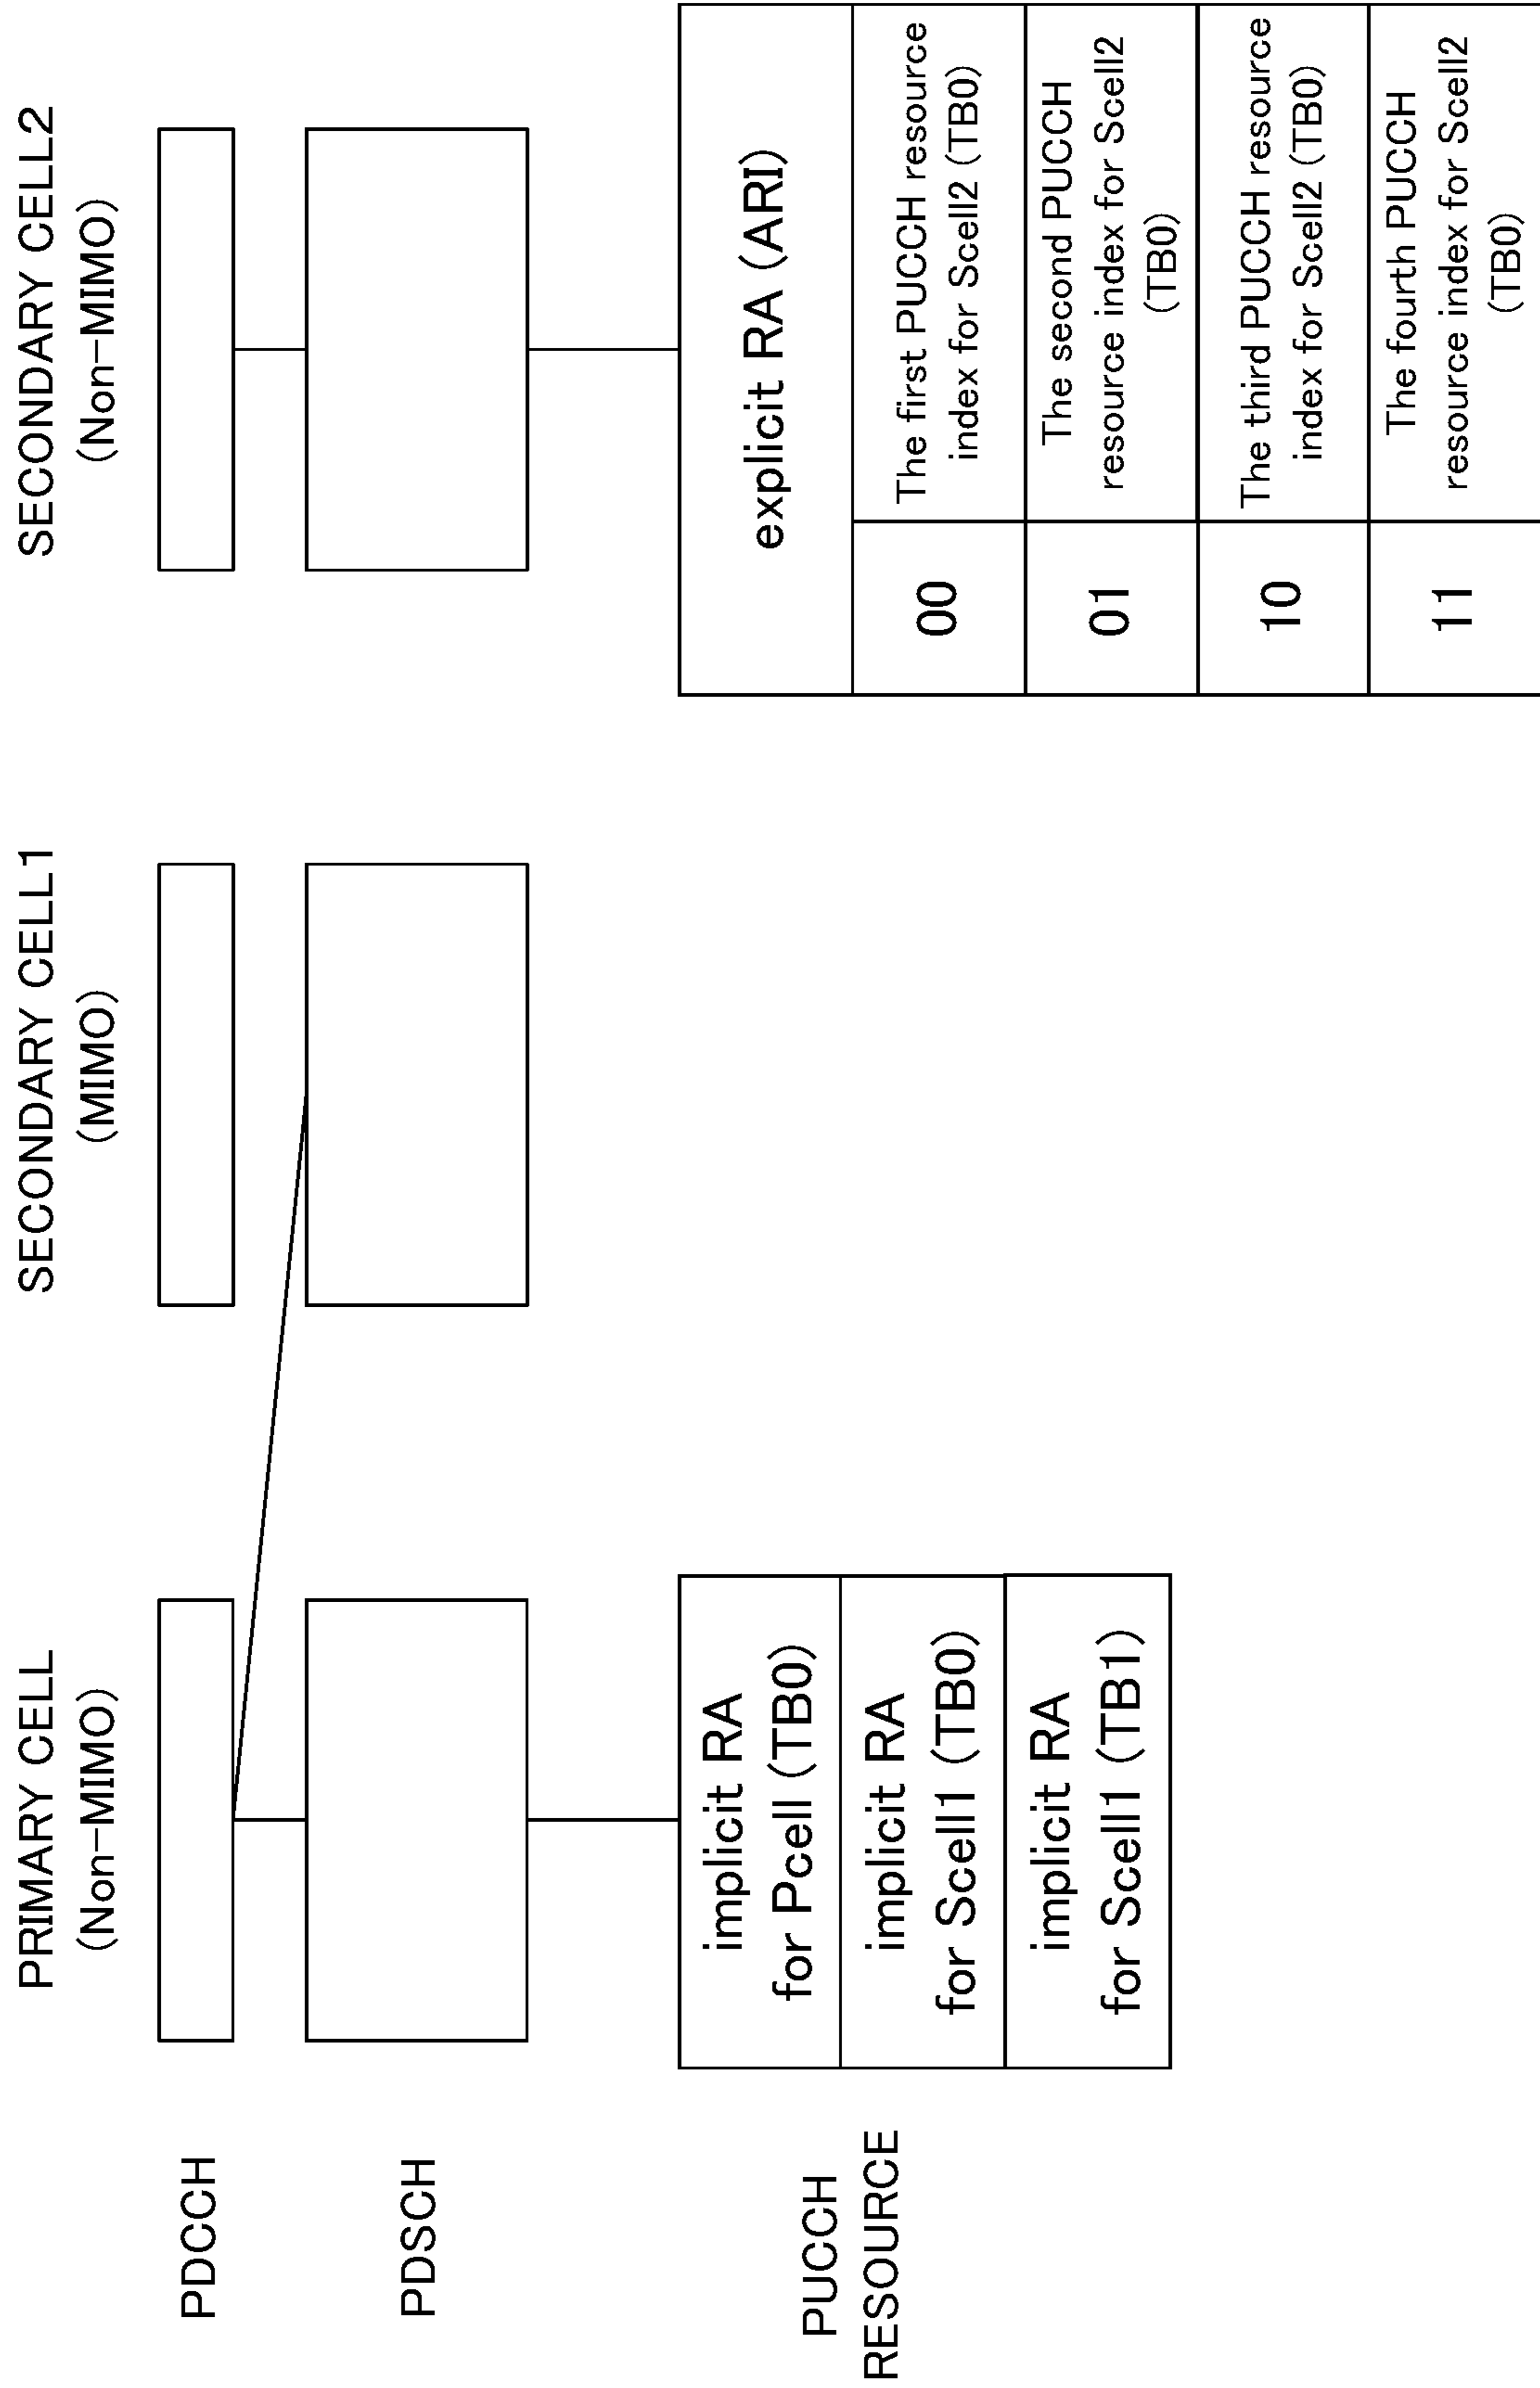 PRIMARY CELL
(Non-MIMO)
SECONDARY CELL1
(MIMO)
SECONDARY CELL2
(Non-MIMO)
PDCCH
PDSCH
PUCCH
RESOURCE
implicit RA
for Pcell (TB0)
implicit RA
for Scell1 (TB0)
implicit RA
for Scell1 (TB1)
explicit RA (ARI)
00
The first PUCCH resource
index for Scell2 (TB0)
01
The second PUCCH
resource index for Scell2
(TB0)
10
The third PUCCH resource
index for Scell2 (TB0)
11
The fourth PUCCH
resource index for Scell2
(TB0)